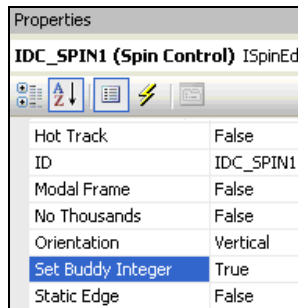 Properties
IDC_SPIN1 (Spin Control) ISpinEd
Hot Track False
ID IDC_SPIN1
Modal Frame False
No Thousands False
Orientation Vertical
Set Buddy Integer True
Static Edge False